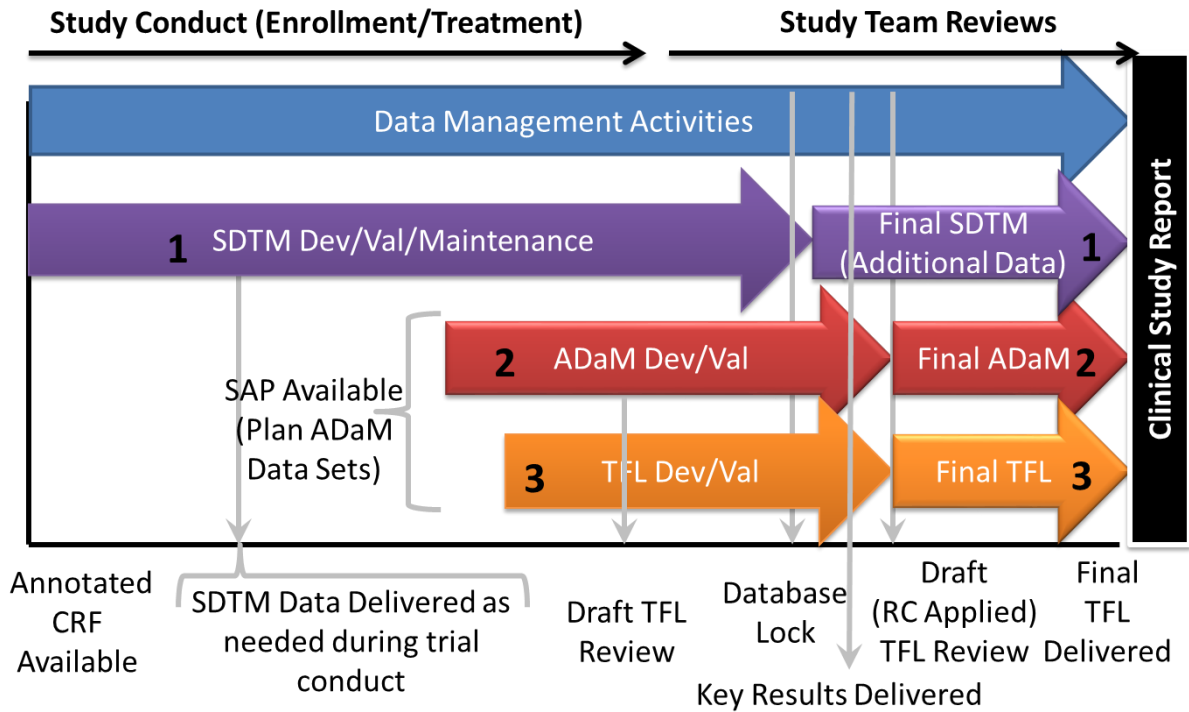 Study Conduct (Enrollment/Treatment)
Study Team Reviews
Data Management Activities
1 SDTM Dev/Val/Maintenance
Final SDTM
(Additional Data) 1
2 ADaM Dev/Val
Final ADaM 2
SAP Available
(Plan ADaM
Data Sets)
3 TFL Dev/Val
Final TFL 3
Clinical Study Report
Annotated
CRF
Available
SDTM Data Delivered as
needed during trial
conduct
Draft TFL
Review
Database
Lock
Key Results Delivered
Draft
(RC Applied)
TFL Review
Final
TFL
Delivered